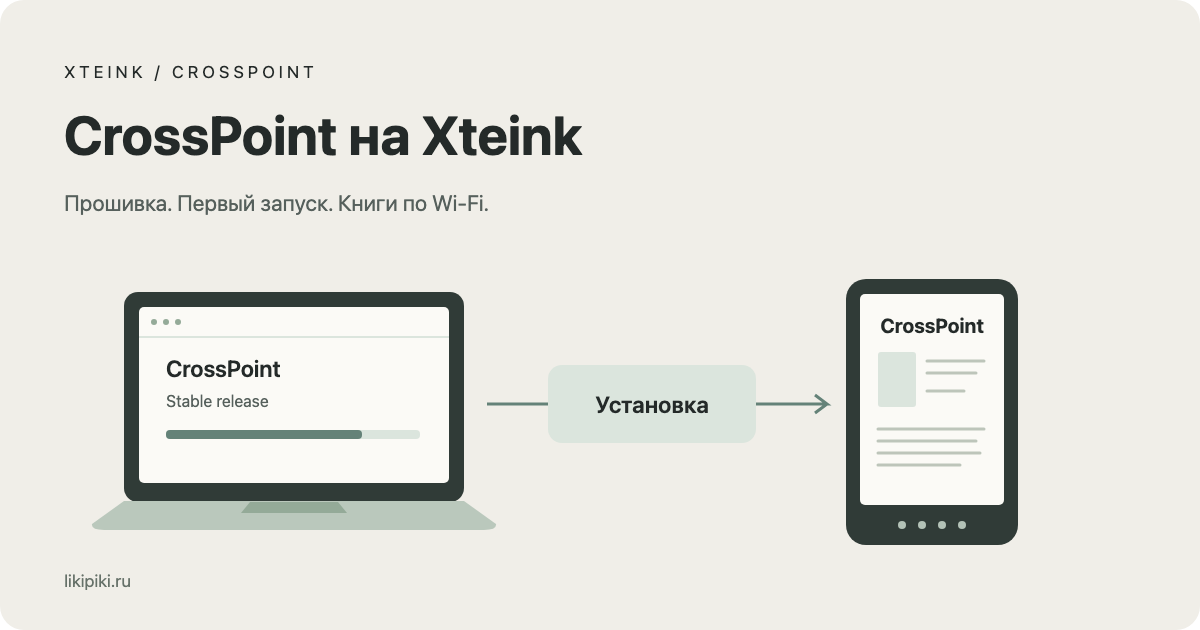 XTEINK / CROSSPOINT
CrossPoint на Xteink
Прошивка. Первый запуск. Книги по Wi-Fi.
CrossPoint
Stable release
Установка
CrossPoint
likipiki.ru